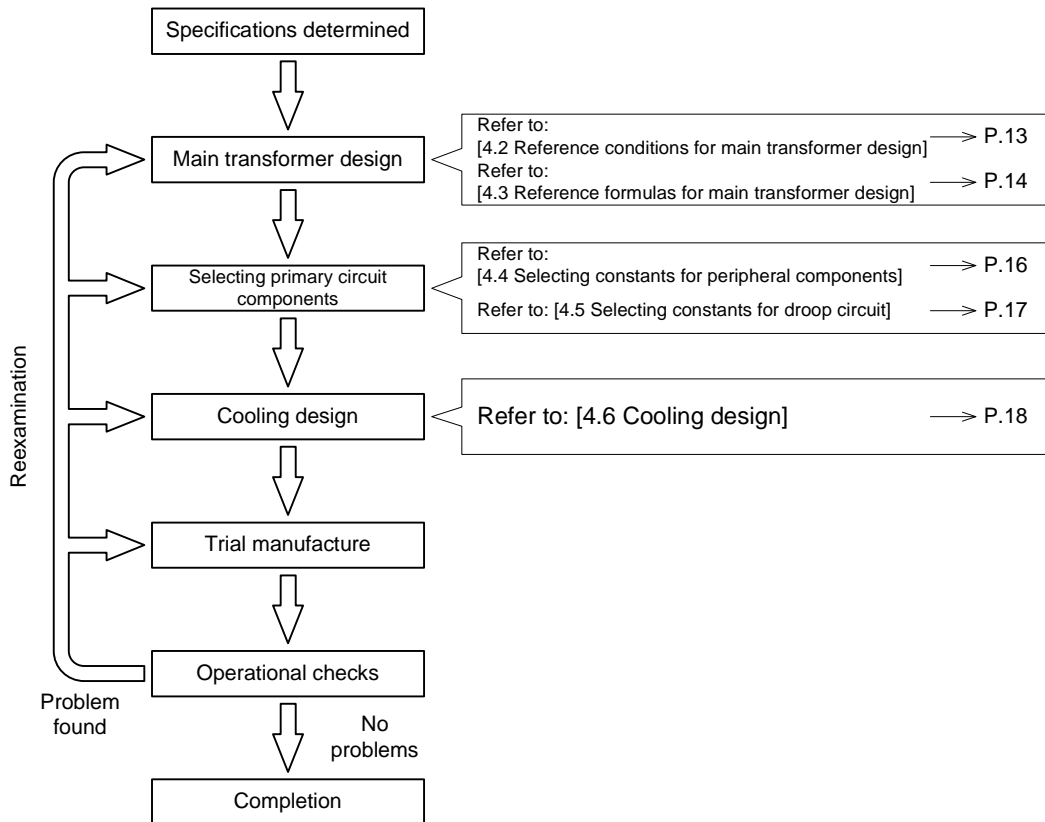 Specifications determined
Main transformer design
Refer to:
[4.2 Reference conditions for main transformer design]
P.13
Refer to:
[4.3 Reference formulas for main transformer design]
P.14
Selecting primary circuit
components
Refer to:
[4.4 Selecting constants for peripheral components]
P.16
Refer to: [4.5 Selecting constants for droop circuit]
P.17
Reexamination
Cooling design
Refer to: [4.6 Cooling design]
P.18
Trial manufacture
Operational checks
Problem
found
No
problems
Completion